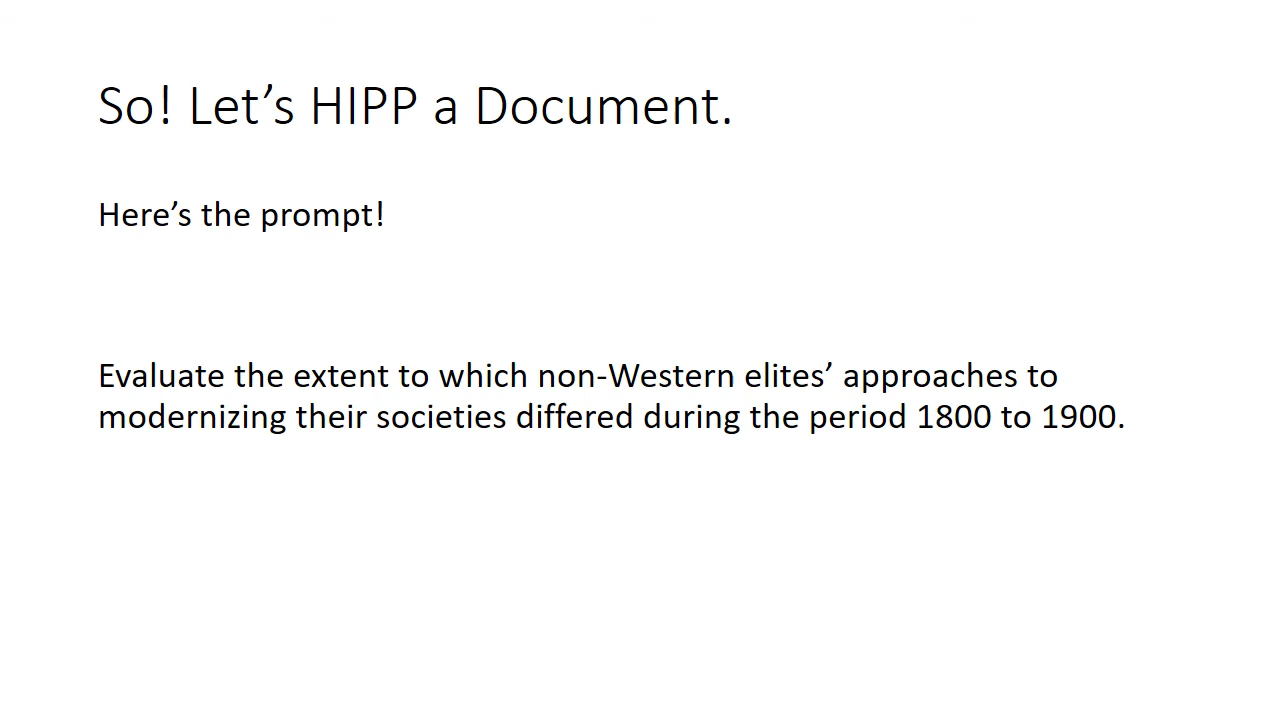 So! Let’s HIPP a Document.
Here’s the prompt!
Evaluate the extent to which non-Western elites’ approaches to
modernizing their societies differed during the period 1800 to 1900.